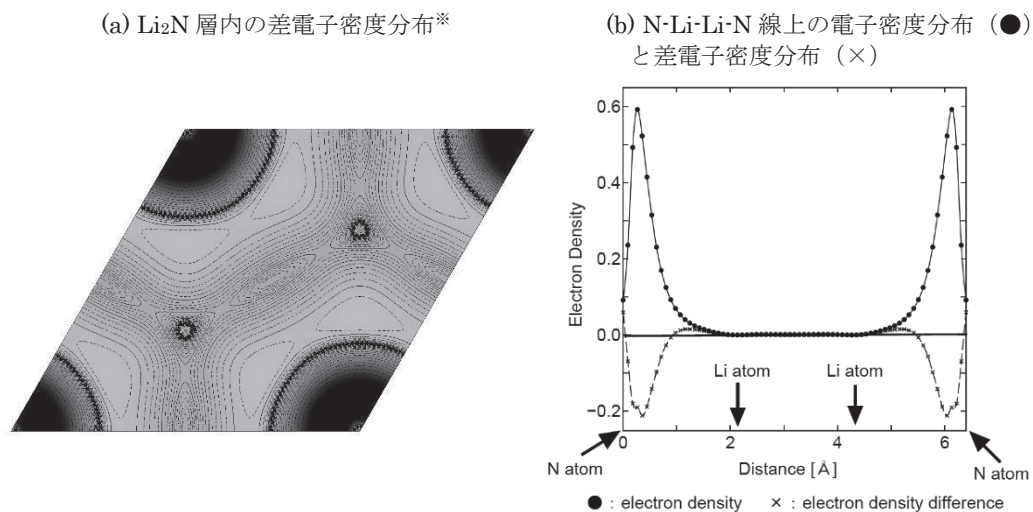 (a) Li₂N 層内の差電子密度分布※
(b) N-Li-Li-N 線上の電子密度分布（●）
と差電子密度分布（×）
0.6
0.4
0.2
0.0
−0.2
Electron Density
Li atom
Li atom
0
2
4
6
N atom
Distance [Å]
N atom
● : electron density × : electron density difference